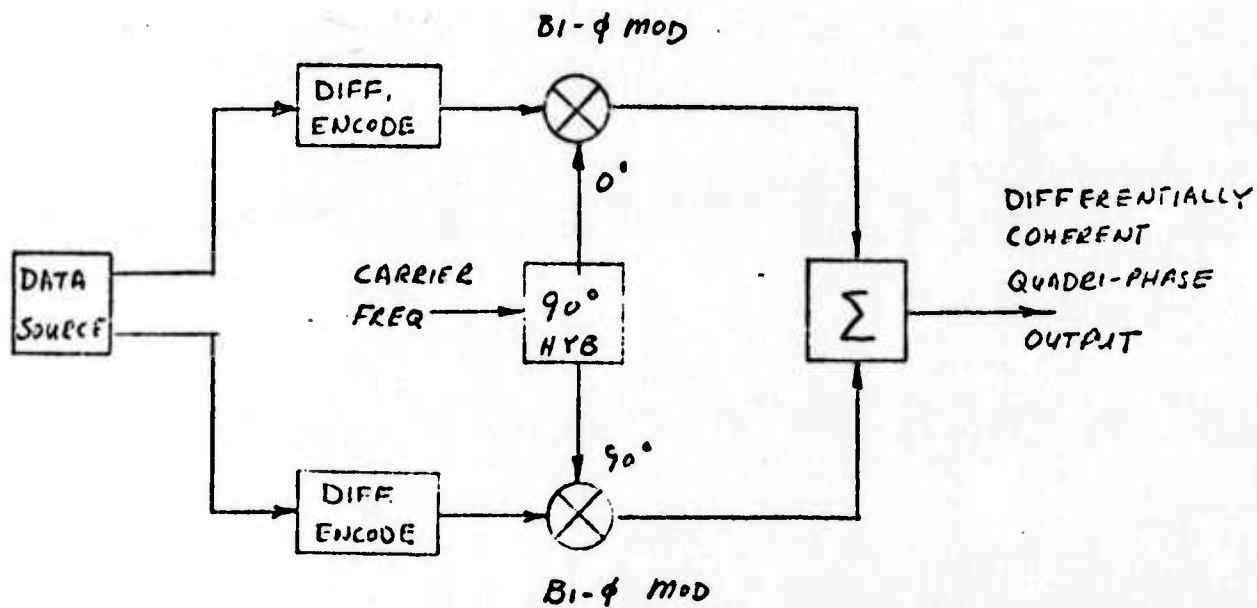 BI-ϕ MOD
DIFF.
ENCODE
0°
DIFFERENTIALLY
COHERENT
QUADRI-PHASE
OUTPUT
DATA
SOURCE
CARRIER
FREQ
90°
HYB
Σ
90°
DIFF.
ENCODE
BI-ϕ MOD